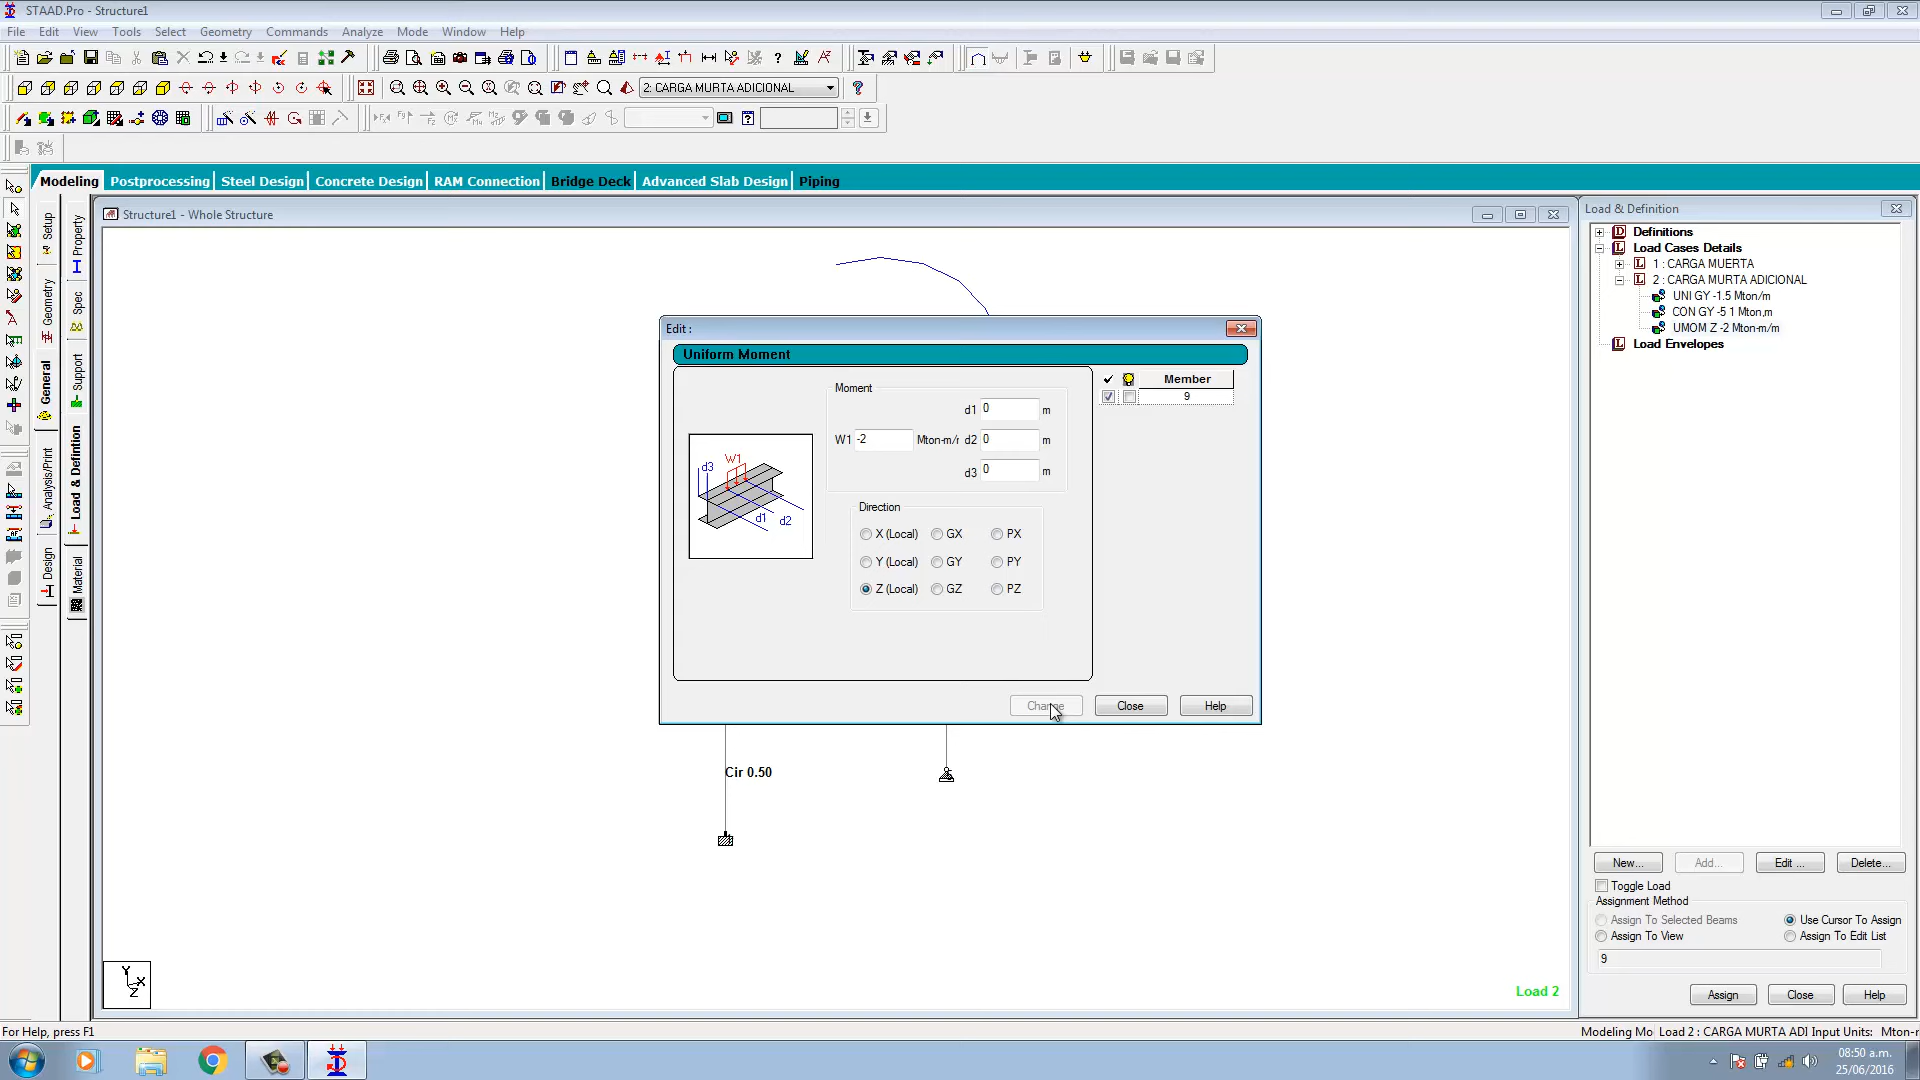 STAAD.Pro - Structure1
File Edit View Tools Select Geometry Commands Analyze Mode Window Help
2: CARGA MURTA ADICIONAL
Modeling Postprocessing Steel Design Concrete Design RAM Connection Bridge Deck Advanced Slab Design Piping
Setup
Geometry
General
Analysis/Print
Design
Property
Spec
Support
Load & Definition
Material
Structure1 - Whole Structure
Edit :
Uniform Moment
Moment
d1 0 m
W1 -2 Mton-m/ d2 0 m
d3 0 m
d3 W1 d1 d2
Direction
X (Local) GX PX
Y (Local) GY PY
Z (Local) GZ PZ
Member
9
Change Close Help
Cir 0.50
Y X Z
Load 2
Load & Definition
Definitions
Load Cases Details
1 : CARGA MUERTA
2 : CARGA MURTA ADICIONAL
UNI GY -1.5 Mton/m
CON GY -5 1 Mton,m
UMOM Z -2 Mton-m/m
Load Envelopes
New... Add... Edit ... Delete...
Toggle Load
Assignment Method
Assign To Selected Beams Use Cursor To Assign
Assign To View Assign To Edit List
9
Assign Close Help
For Help, press F1
Modeling Mo Load 2 : CARGA MURTA ADI Input Units: Mton-r
08:50 a.m.
25/06/2016